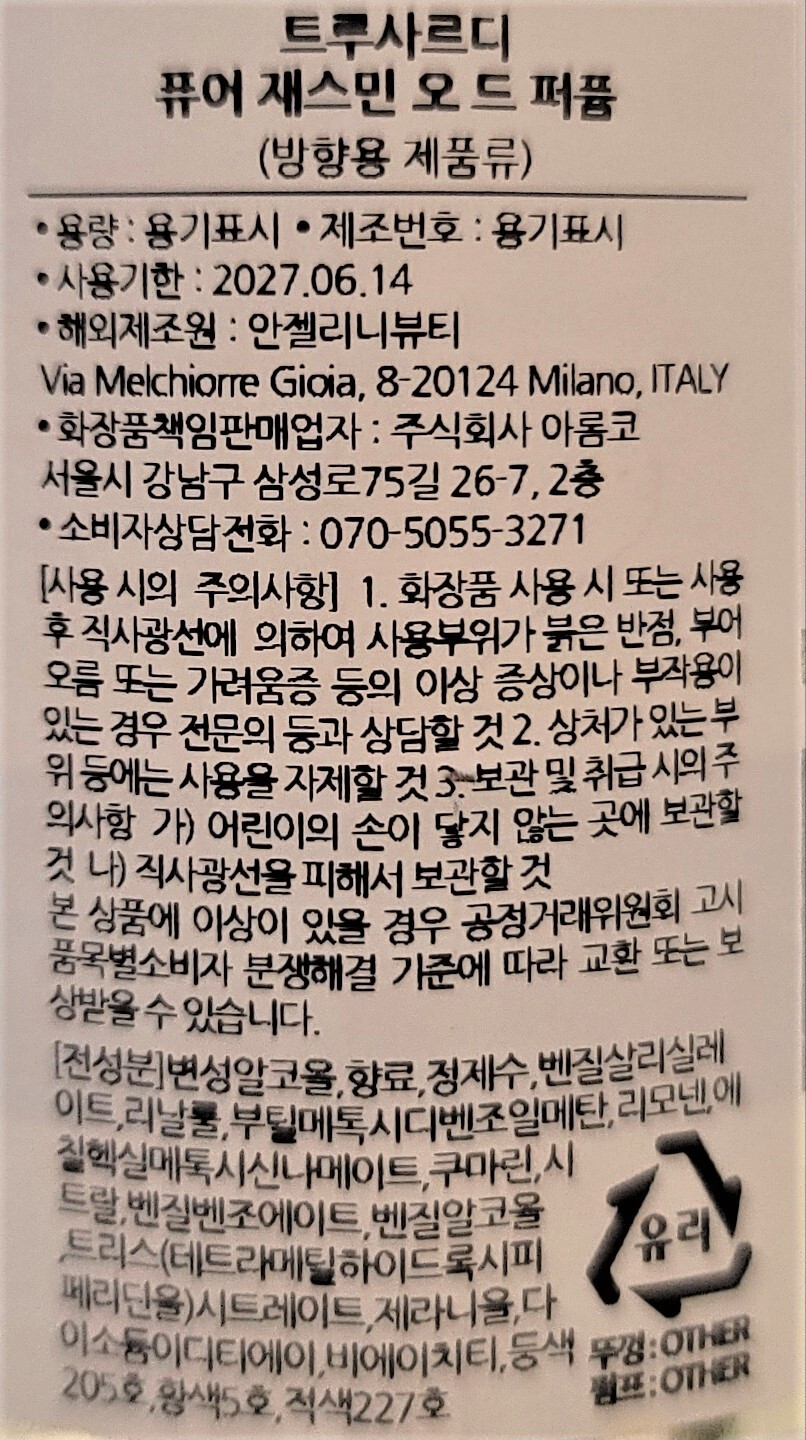 트루사르디
퓨어 재스민 오 드 퍼퓸
(방향용 제품류)
• 용량 : 용기표시 • 제조번호 : 용기표시
• 사용기한 : 2027.06.14
• 해외제조원 : 안젤리니뷰티
Via Melchiorre Gioia, 8-20124 Milano, ITALY
• 화장품책임판매업자 : 주식회사 아롬코
서울시 강남구 삼성로75길 26-7, 2층
• 소비자상담전화 : 070-5055-3271
[사용 시의 주의사항] 1. 화장품 사용 시 또는 사용
후 직사광선에 의하여 사용부위가 붉은 반점, 부어
오름 또는 가려움증 등의 이상 증상이나 부작용이
있는 경우 전문의 등과 상담할 것 2. 상처가 있는 부
위 등에는 사용을 자제할 것 3. 보관 및 취급 시의 주
의사항 가) 어린이의 손이 닿지 않는 곳에 보관할
것 나) 직사광선을 피해서 보관할 것
본 상품에 이상이 있을 경우 공정거래위원회 고시
품목별소비자 분쟁해결 기준에 따라 교환 또는 보
상받을 수 있습니다.
[전성분]변성알코올,향료,정제수,벤질살리실레
이트,리날룰,부틸메톡시디벤조일메탄,리모넨,에
칠헥실메톡시신나메이트,쿠마린,시
트랄,벤질벤조에이트,벤질알코올
,트리스(테트라메틸하이드록시피
페리딘올)시트레이트,제라니올,다
이소듐이디티에이,비에이치티,등색
205호,황색5호,적색227호
유리
뚜껑:OTHER
펌프:OTHER